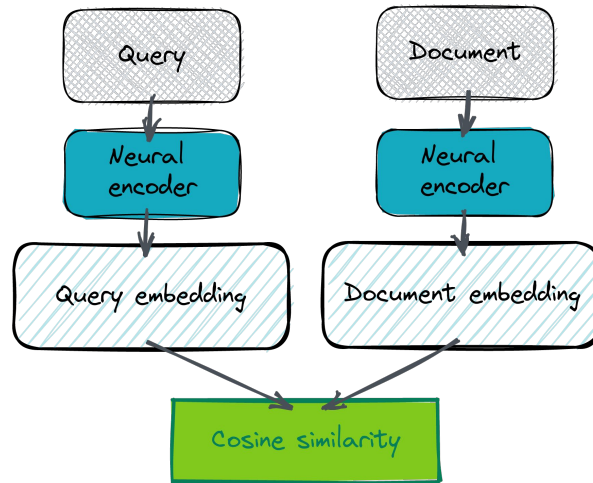 Query
Document
Neural
encoder
Neural
encoder
Query embedding
Document embedding
Cosine similarity